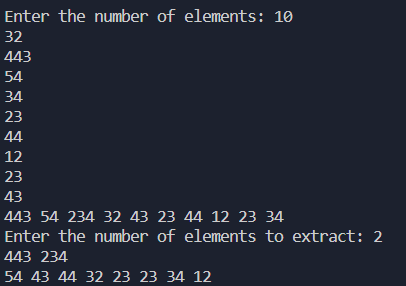 Enter the number of elements: 10
32
443
54
34
23
44
12
23
43
443 54 234 32 43 23 44 12 23 34
Enter the number of elements to extract: 2
443 234
54 43 44 32 23 23 34 12